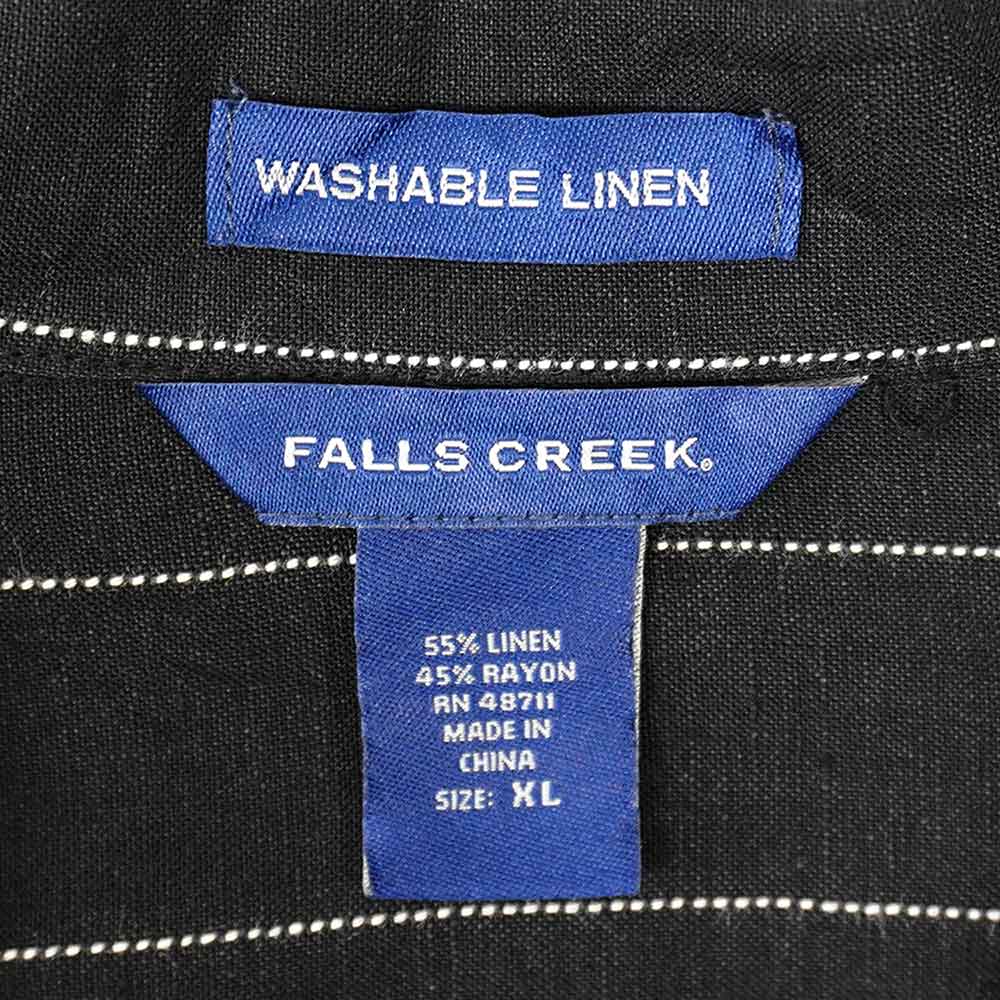 WASHABLE LINEN
FALLS CREEK®
55% LINEN
45% RAYON
RN 48711
MADE IN
CHINA
SIZE: XL